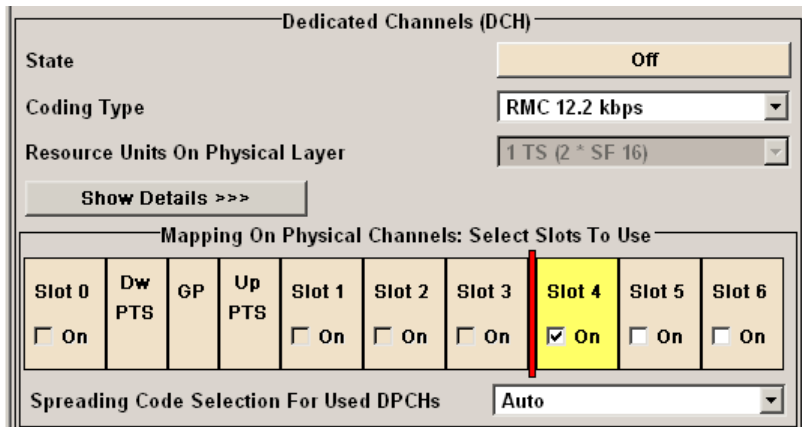 Dedicated Channels (DCH)
State Off
Coding Type RMC 12.2 kbps
Resource Units On Physical Layer 1 TS (2 * SF 16)
Show Details >>>
Mapping On Physical Channels: Select Slots To Use
Slot 0 Dw PTS GP Up PTS Slot 1 Slot 2 Slot 3 Slot 4 Slot 5 Slot 6
On On On On On On On
Spreading Code Selection For Used DPCHs Auto